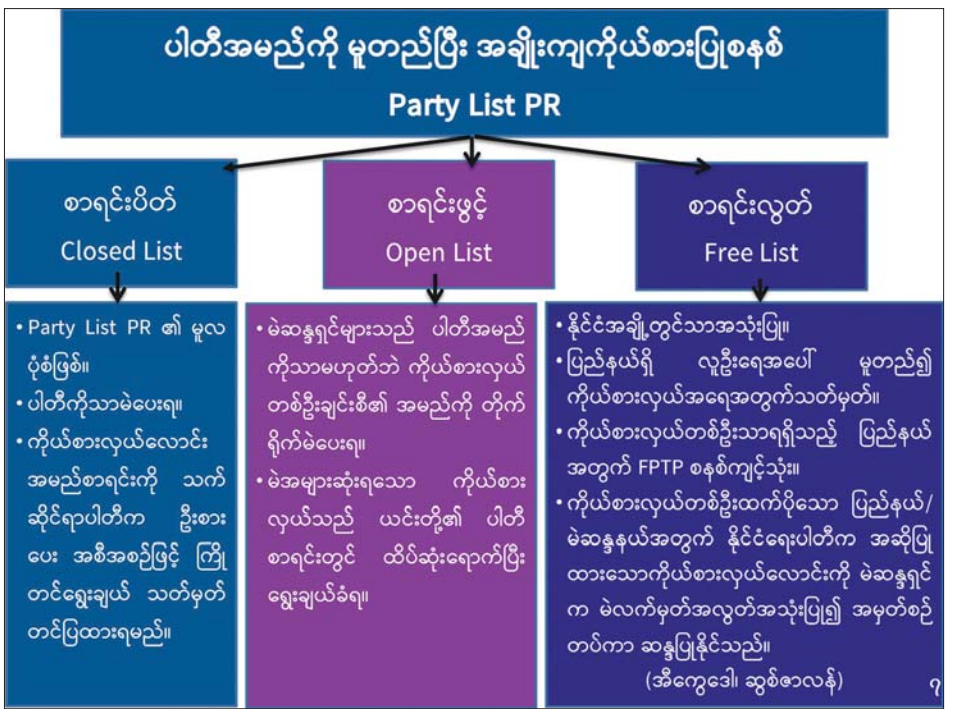 ပါတီအမည်ကို မူတည်ပြီး အချိုးကျကိုယ်စားပြုစနစ်
Party List PR
စာရင်းပိတ်
Closed List
စာရင်းဖွင့်
Open List
စာရင်းလွတ်
Free List
• Party List PR ၏ မူလ
ပုံစံဖြစ်။
• ပါတီကိုသာမဲပေးရ။
• ကိုယ်စားလှယ်လောင်း
အမည်စာရင်းကို သက်
ဆိုင်ရာပါတီက ဦးစား
ပေး အစီအစဉ်ဖြင့် ကြို
တင်ရွေးချယ် သတ်မှတ်
တင်ပြထားရမည်။
• မဲဆန္ဒရှင်များသည် ပါတီအမည်
ကိုသာမဟုတ်ဘဲ ကိုယ်စားလှယ်
တစ်ဦးချင်းစီ၏ အမည်ကို တိုက်
ရိုက်မဲပေးရ။
• မဲအများဆုံးရသော ကိုယ်စား
လှယ်သည် ယင်းတို့၏ ပါတီ
စာရင်းတွင် ထိပ်ဆုံးရောက်ပြီး
ရွေးချယ်ခံရ။
• နိုင်ငံအချို့တွင်သာအသုံးပြု။
• ပြည်နယ်ရှိ လူဦးရေအပေါ် မူတည်၍
ကိုယ်စားလှယ်အရေအတွက်သတ်မှတ်။
• ကိုယ်စားလှယ်တစ်ဦးသာရရှိသည့် ပြည်နယ်
အတွက် FPTP စနစ်ကျင့်သုံး။
• ကိုယ်စားလှယ်တစ်ဦးထက်ပိုသော ပြည်နယ်/
မဲဆန္ဒနယ်အတွက် နိုင်ငံရေးပါတီက အဆိုပြု
ထားသောကိုယ်စားလှယ်လောင်းကို မဲဆန္ဒရှင်
က မဲလက်မှတ်အလွတ်အသုံးပြု၍ အမှတ်စဉ်
တပ်ကာ ဆန္ဒပြုနိုင်သည်။
(အီကွေဒေါ၊ ဆွစ်ဇာလန်)
၇